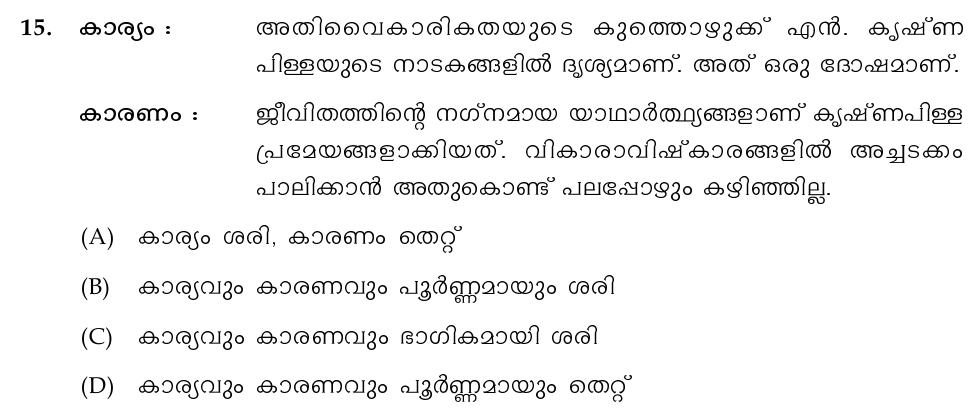 15. കാര്യം : അതിവൈകാരികതയുടെ കുത്തൊഴുക്ക് എൻ. കൃഷ്ണ
പിള്ളയുടെ നാടകങ്ങളിൽ ദൃശ്യമാണ്. അത് ഒരു ദോഷമാണ്.
കാരണം : ജീവിതത്തിന്റെ നഗ്നമായ യാഥാർത്ഥ്യങ്ങളാണ് കൃഷ്ണപിള്ള
പ്രമേയങ്ങളാക്കിയത്. വികാരാവിഷ്കാരങ്ങളിൽ അച്ചടക്കം
പാലിക്കാൻ അതുകൊണ്ട് പലപ്പോഴും കഴിഞ്ഞില്ല.
(A) കാര്യം ശരി, കാരണം തെറ്റ്
(B) കാര്യവും കാരണവും പൂർണ്ണമായും ശരി
(C) കാര്യവും കാരണവും ഭാഗികമായി ശരി
(D) കാര്യവും കാരണവും പൂർണ്ണമായും തെറ്റ്